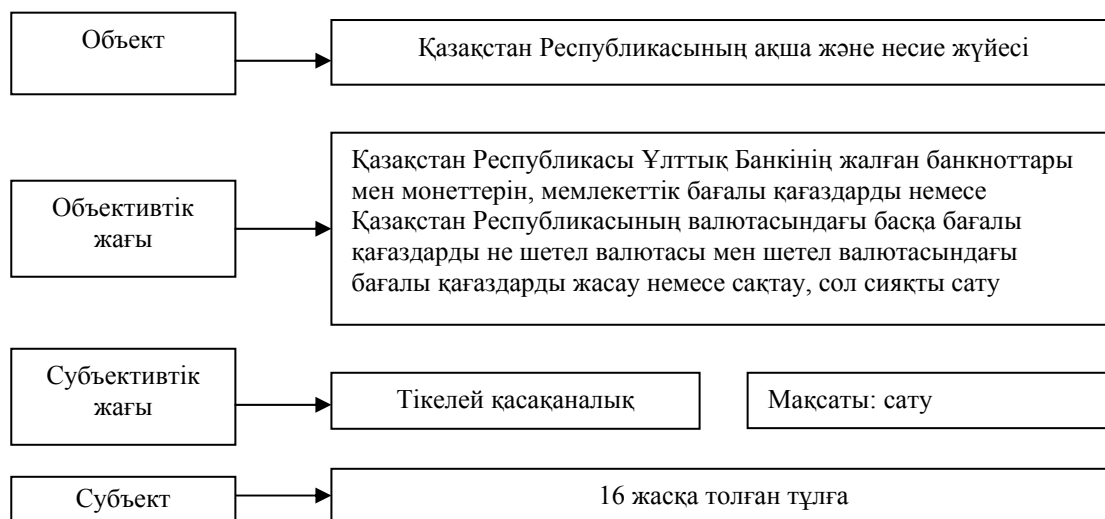 Объект
Қазақстан Республикасының ақша және несие жүйесі
Объективтік
жағы
Қазақстан Республикасы Ұлттық Банкінің жалған банкноттары
мен монеттерін, мемлекеттік бағалы қағаздарды немесе
Қазақстан Республикасының валютасындағы басқа бағалы
қағаздарды не шетел валютасы мен шетел валютасындағы
бағалы қағаздарды жасау немесе сақтау, сол сияқты сату
Субъективтік
жағы
Тікелей қасақаналық
Мақсаты: сату
Субъект
16 жасқа толған тұлға